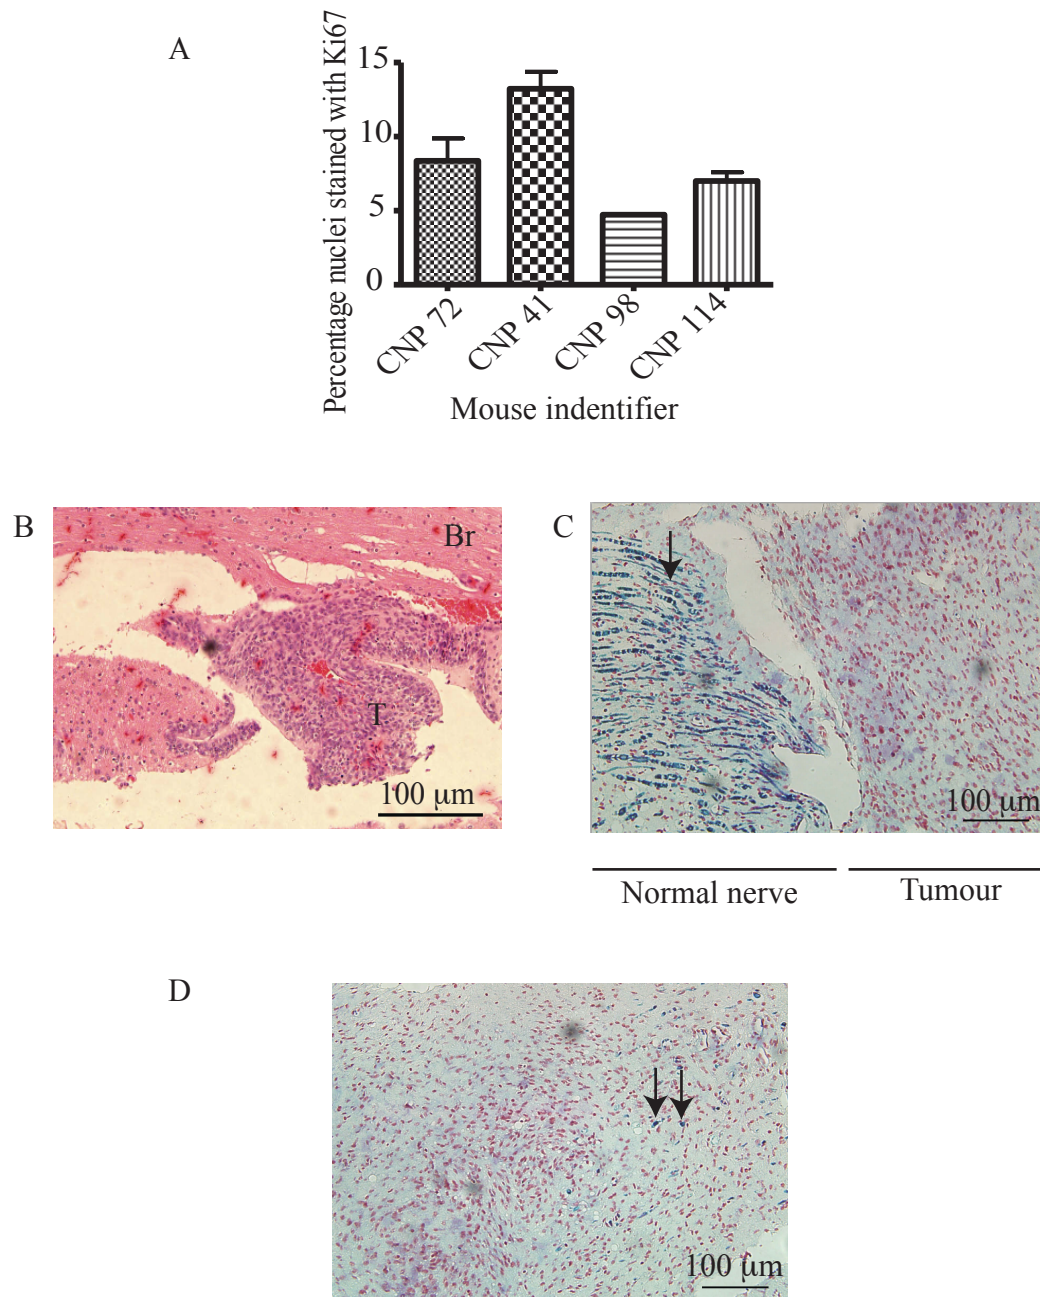 A
Percentage nuclei stained with Ki67
15
10
5
0
CNP 72
CNP 41
CNP 98
CNP 114
Mouse indentifier
B
Br
T
100 µm
C
100 µm
Normal nerve
Tumour
D
100 µm